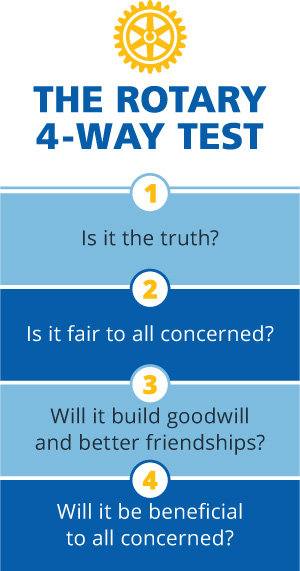 THE ROTARY
4-WAY TEST
1
Is it the truth?
2
Is it fair to all concerned?
3
Will it build goodwill
and better friendships?
4
Will it be beneficial
to all concerned?